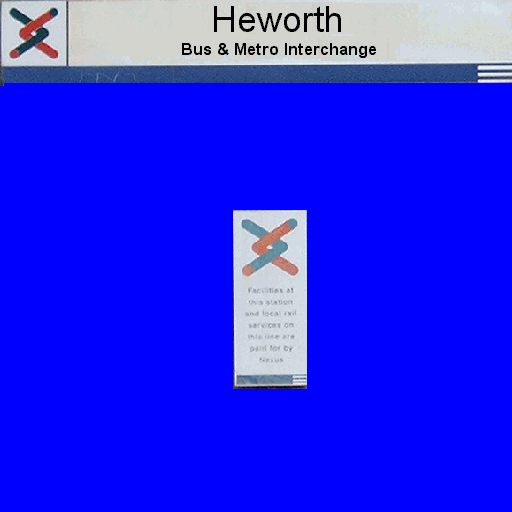 Heworth
Bus & Metro Interchange
Facilities at
this station
and local rail
services on
this line are
paid for by
Nexus